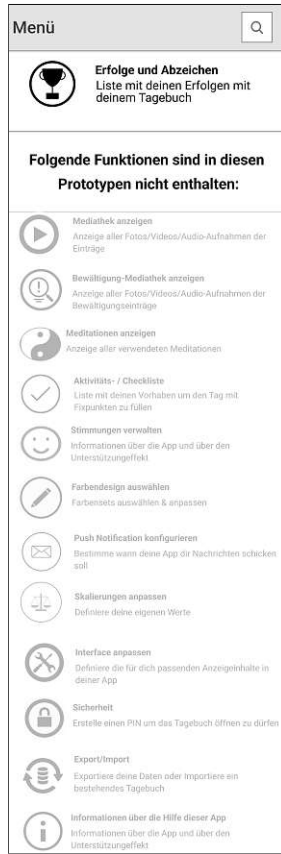 Menü
Erfolge und Abzeichen
Liste mit deinen Erfolgen mit
deinem Tagebuch
Folgende Funktionen sind in diesen
Prototypen nicht enthalten:
Mediathek anzeigen
Anzeige aller Fotos/Videos/Audio-Aufnahmen der
Einträge
Bewältigung-Mediathek anzeigen
Anzeige aller Fotos/Videos/Audio-Aufnahmen der
Bewältigungseinträge
Meditationen anzeigen
Anzeige aller verwendeten Meditationen
Aktivitäts- / Checkliste
Liste mit deinen Vorhaben um den Tag mit
Fixpunkten zu füllen
Stimmungen verwalten
Informationen über die App und über den
Unterstützungeffekt
Farbendesign auswählen
Farbensets auswählen & anpassen
Push Notification konfigurieren
Bestimme wann deine App dir Nachrichten schicken
soll
Skalierungen anpassen
Definiere deine eigenen Werte
Interface anpassen
Definiere die für dich passenden Anzeigeinhalte in
deiner App
Sicherheit
Erstelle einen PIN um das Tagebuch öffnen zu dürfen
Export/Import
Exportiere deine Daten oder Importiere ein
bestehendes Tagebuch
Informationen über die Hilfe dieser App
Informationen über die App und über den
Unterstützungeffekt